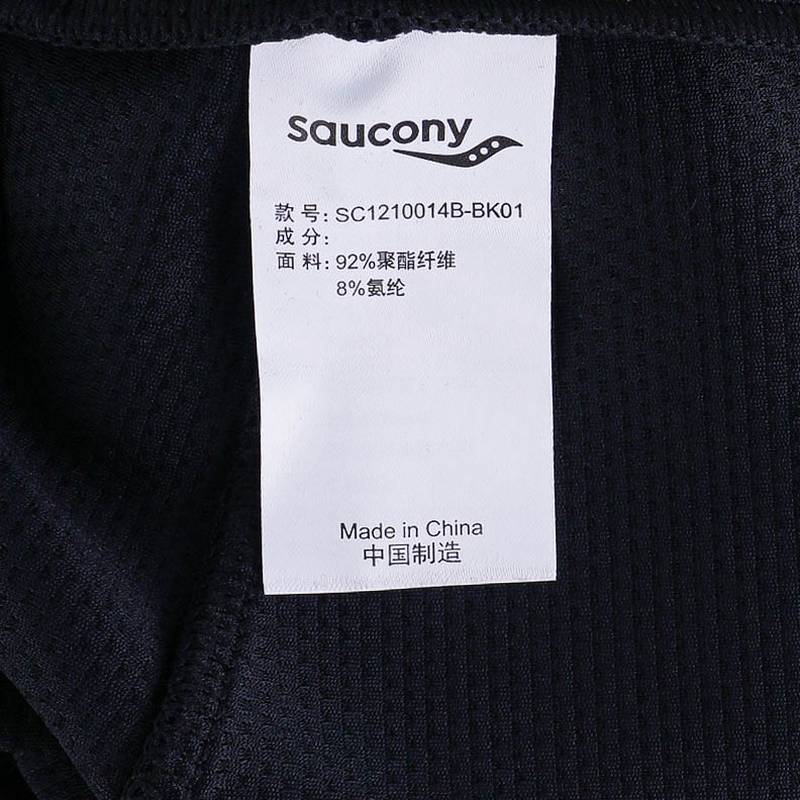 saucony
款号: SC1210014B-BK01
成分:
面料: 92%聚酯纤维
8%氨纶
Made in China
中国制造